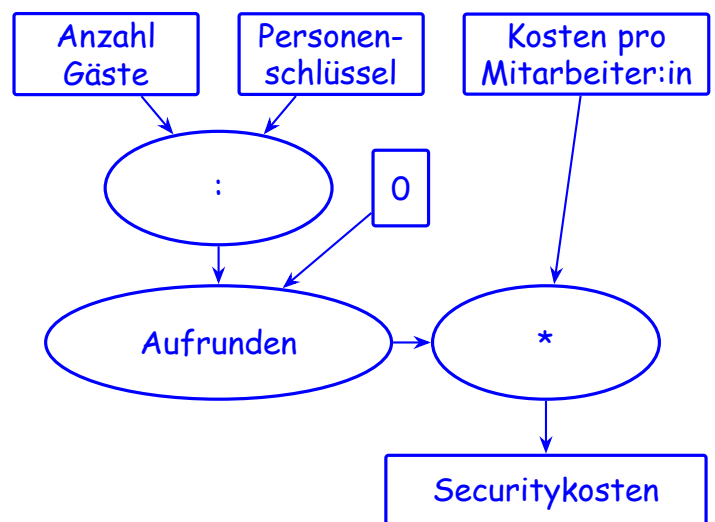 Anzahl
Gäste
Personen-
schlüssel
Kosten pro
Mitarbeiter:in
:
0
Aufrunden
*
Securitykosten